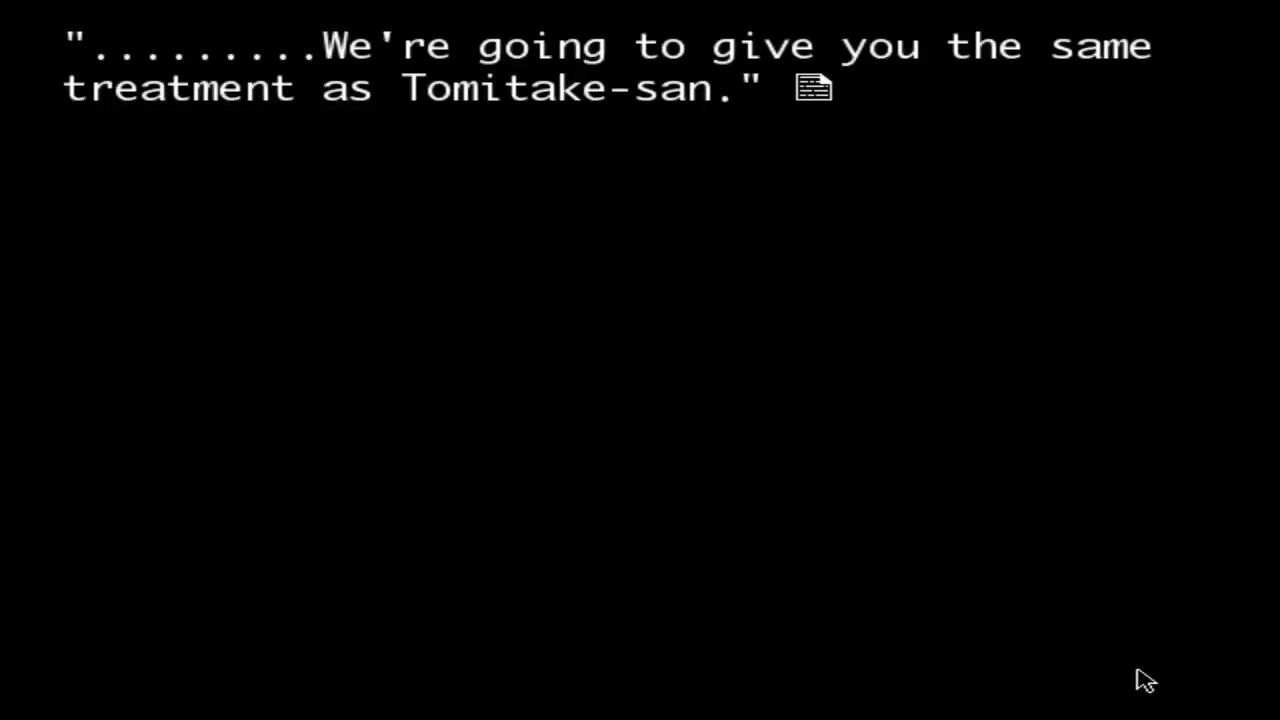 ".........We're going to give you the same
treatment as Tomitake-san."